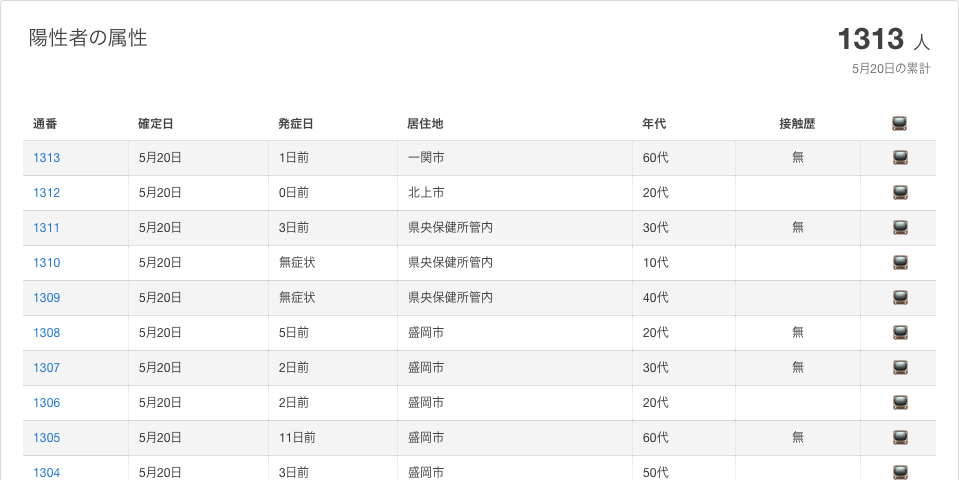 陽性者の属性
1313 人
5月20日の累計
通番 確定日 発症日 居住地 年代 接触歴
1313 5月20日 1日前 一関市 60代 無
1312 5月20日 0日前 北上市 20代
1311 5月20日 3日前 県央保健所管内 30代 無
1310 5月20日 無症状 県央保健所管内 10代
1309 5月20日 無症状 県央保健所管内 40代
1308 5月20日 5日前 盛岡市 20代 無
1307 5月20日 2日前 盛岡市 30代 無
1306 5月20日 2日前 盛岡市 20代
1305 5月20日 11日前 盛岡市 60代 無
1304 5月20日 3日前 盛岡市 50代